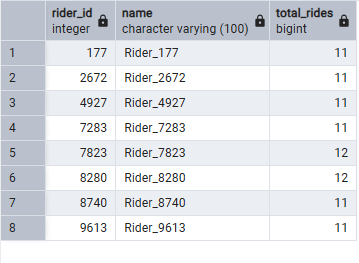 rider_id name total_rides
integer character varying (100) bigint
1 177 Rider_177 11
2 2672 Rider_2672 11
3 4927 Rider_4927 11
4 7283 Rider_7283 11
5 7823 Rider_7823 12
6 8280 Rider_8280 12
7 8740 Rider_8740 11
8 9613 Rider_9613 11